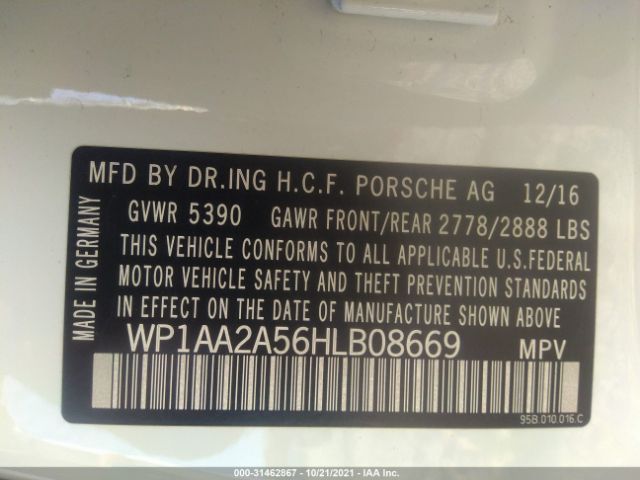 MFD BY DR.ING H.C.F. PORSCHE AG 12/16
GVWR 5390 GAWR FRONT/REAR 2778/2888 LBS
THIS VEHICLE CONFORMS TO ALL APPLICABLE U.S.FEDERAL
MOTOR VEHICLE SAFETY AND THEFT PREVENTION STANDARDS
IN EFFECT ON THE DATE OF MANUFACTURE SHOWN ABOVE
WP1AA2A56HLB08669 MPV
MADE IN GERMANY
95B.010.016.C
000-31462867 - 10/21/2021 - IAA Inc.